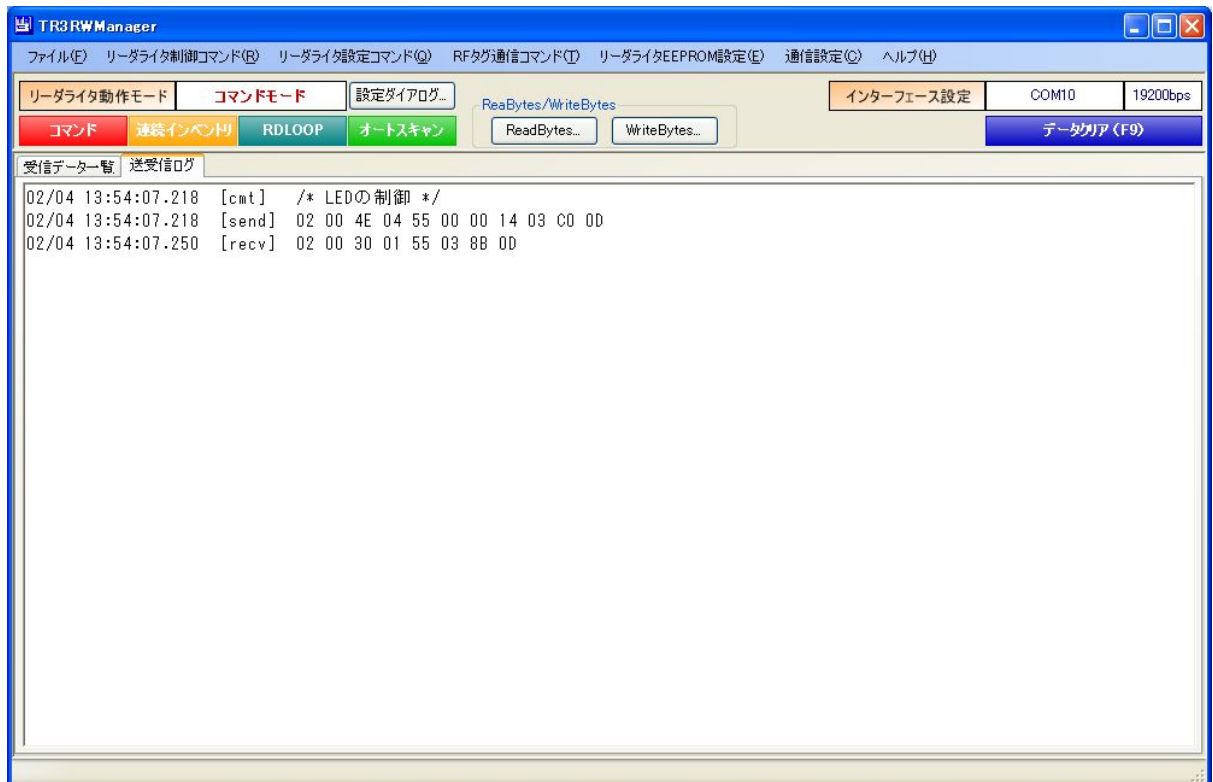 TR3RWManager
ファイル(F) リーダライタ制御コマンド(R) リーダライタ設定コマンド(Q) RFタグ通信コマンド(T) リーダライタEEPROM設定(E) 通信設定(C) ヘルプ(H)
リーダライタ動作モード コマンドモード 設定ダイアログ... ReaBytes/WriteBytes インターフェース設定 COM10 19200bps
コマンド 連続インベントリ RDLOOP オートスキャン ReadBytes... WriteBytes... データクリア(F9)
受信データ一覧 送受信ログ
02/04 13:54:07.218 [cmt] /* LEDの制御 */
02/04 13:54:07.218 [send] 02 00 4E 04 55 00 00 14 03 C0 0D
02/04 13:54:07.250 [recv] 02 00 30 01 55 03 8B 0D